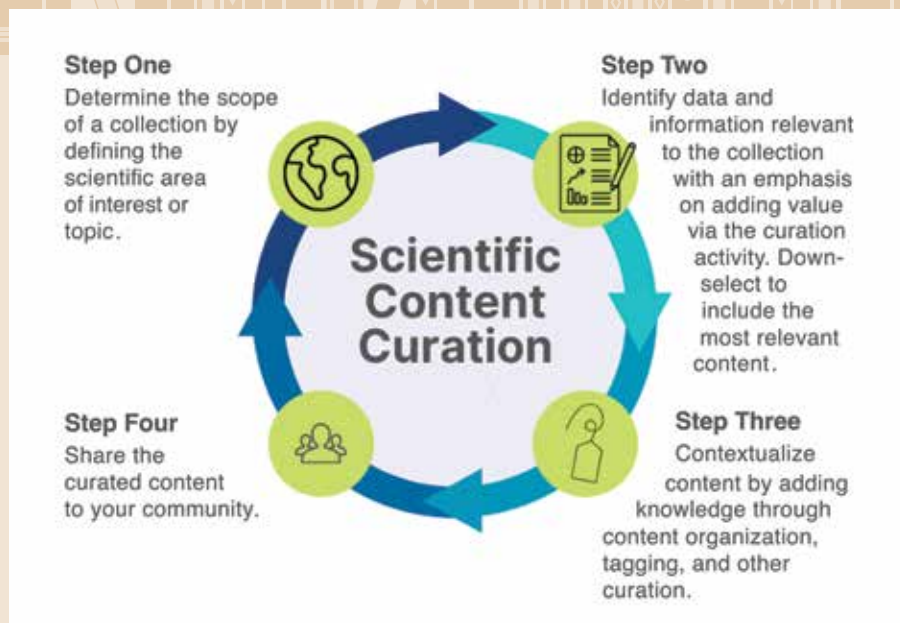 Step One
Determine the scope
of a collection by
defining the
scientific area
of interest or
topic.
Step Two
Identify data and
information relevant
to the collection
with an emphasis
on adding value
via the curation
activity. Down-
select to
include the
most relevant
content.
Scientific
Content
Curation
Step Three
Contextualize
content by adding
knowledge through
content organization,
tagging, and other
curation.
Step Four
Share the
curated content
to your community.